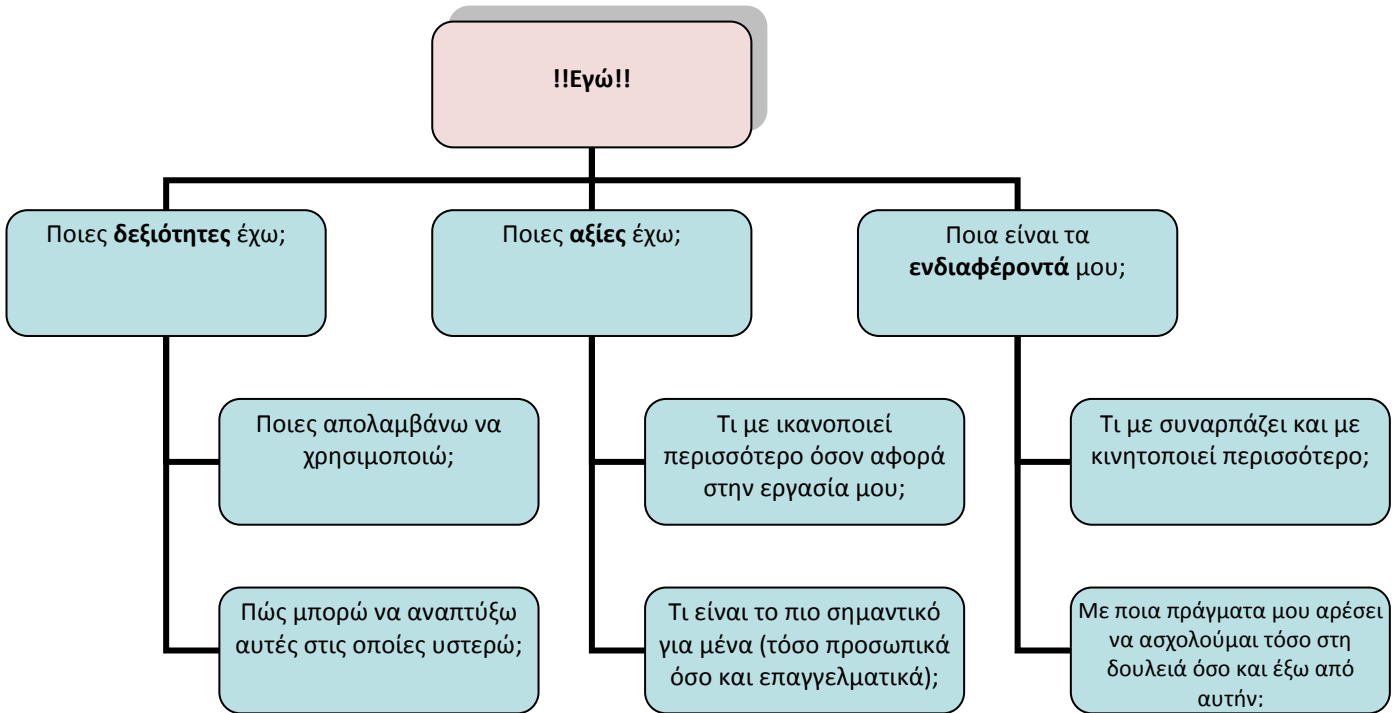 !!Εγώ!!
Ποιες δεξιότητες έχω;
Ποιες αξίες έχω;
Ποια είναι τα
ενδιαφέροντά μου;
Ποιες απολαμβάνω να
χρησιμοποιώ;
Τι με ικανοποιεί
περισσότερο όσον αφορά
στην εργασία μου;
Τι με συναρπάζει και με
κινητοποιεί περισσότερο;
Πώς μπορώ να αναπτύξω
αυτές στις οποίες υστερώ;
Τι είναι το πιο σημαντικό
για μένα (τόσο προσωπικά
όσο και επαγγελματικά);
Με ποια πράγματα μου αρέσει
να ασχολούμαι τόσο στη
δουλειά όσο και έξω από
αυτήν;